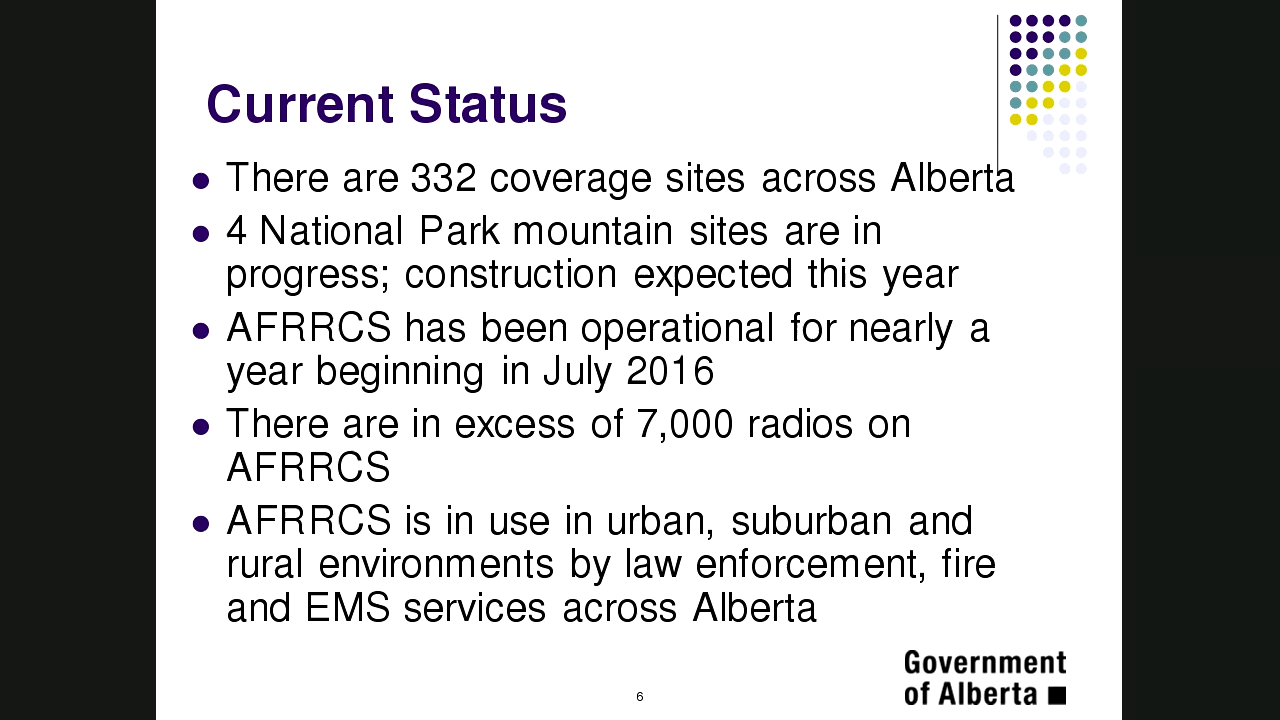 Current Status
● There are 332 coverage sites across Alberta
● 4 National Park mountain sites are in
progress; construction expected this year
● AFRRCS has been operational for nearly a
year beginning in July 2016
● There are in excess of 7,000 radios on
AFRRCS
● AFRRCS is in use in urban, suburban and
rural environments by law enforcement, fire
and EMS services across Alberta
Government
of Alberta ■
6